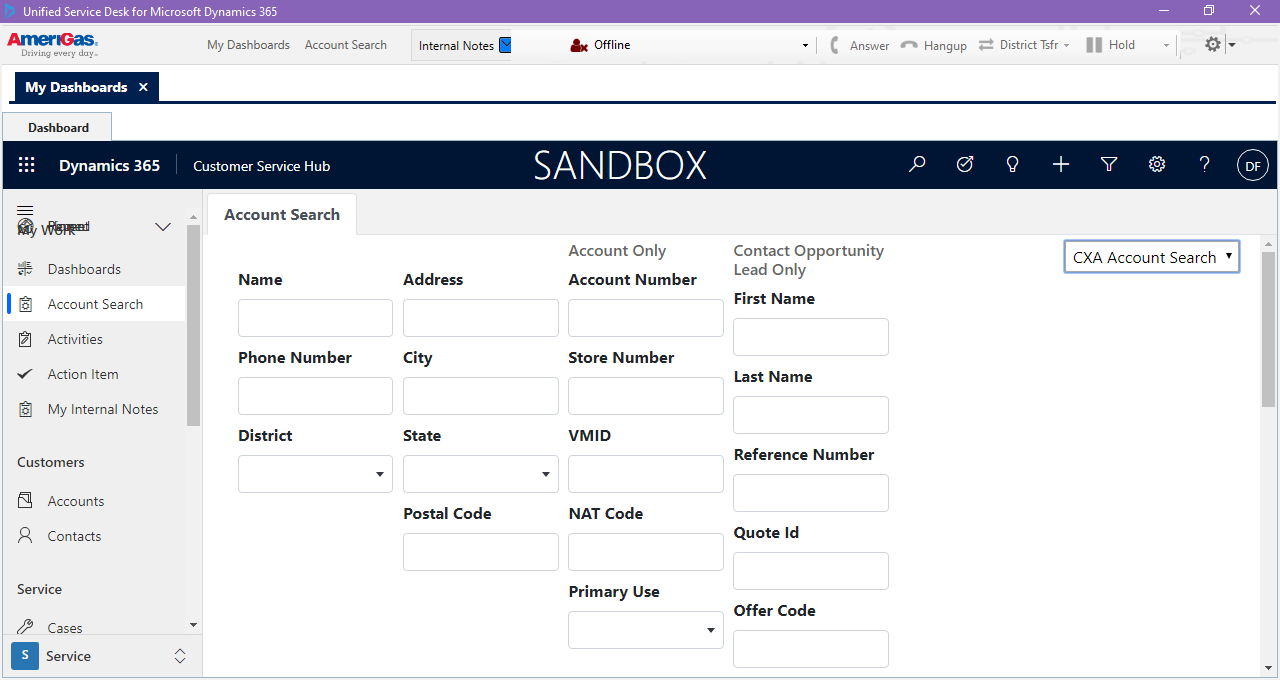 Unified Service Desk for Microsoft Dynamics 365
AmeriGas
Driving every day...
My Dashboards
Account Search
Internal Notes
Offline
Answer
Hangup
District Tsfr
Hold
My Dashboards
Dashboard
Dynamics 365
Customer Service Hub
SANDBOX
DF
My Work
Dashboards
Account Search
Activities
Action Item
My Internal Notes
Customers
Accounts
Contacts
Service
Cases
S
Service
Account Search
CXA Account Search
Name
Phone Number
District
Address
City
State
Postal Code
Account Only
Account Number
Store Number
VMID
NAT Code
Primary Use
Contact Opportunity
Lead Only
First Name
Last Name
Reference Number
Quote Id
Offer Code